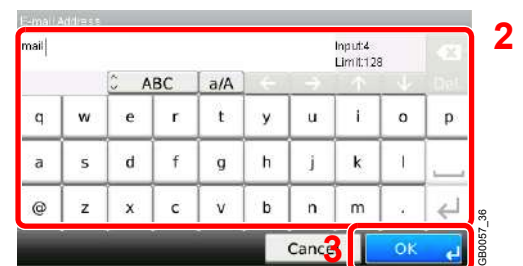 E-mail Address
mail
Input:4
Limit:128
2
ABC a/A Del.
q w e r t y u i o p
a s d f g h j k l
@ z x c v b n m .
3
Cance OK
GB0057_36